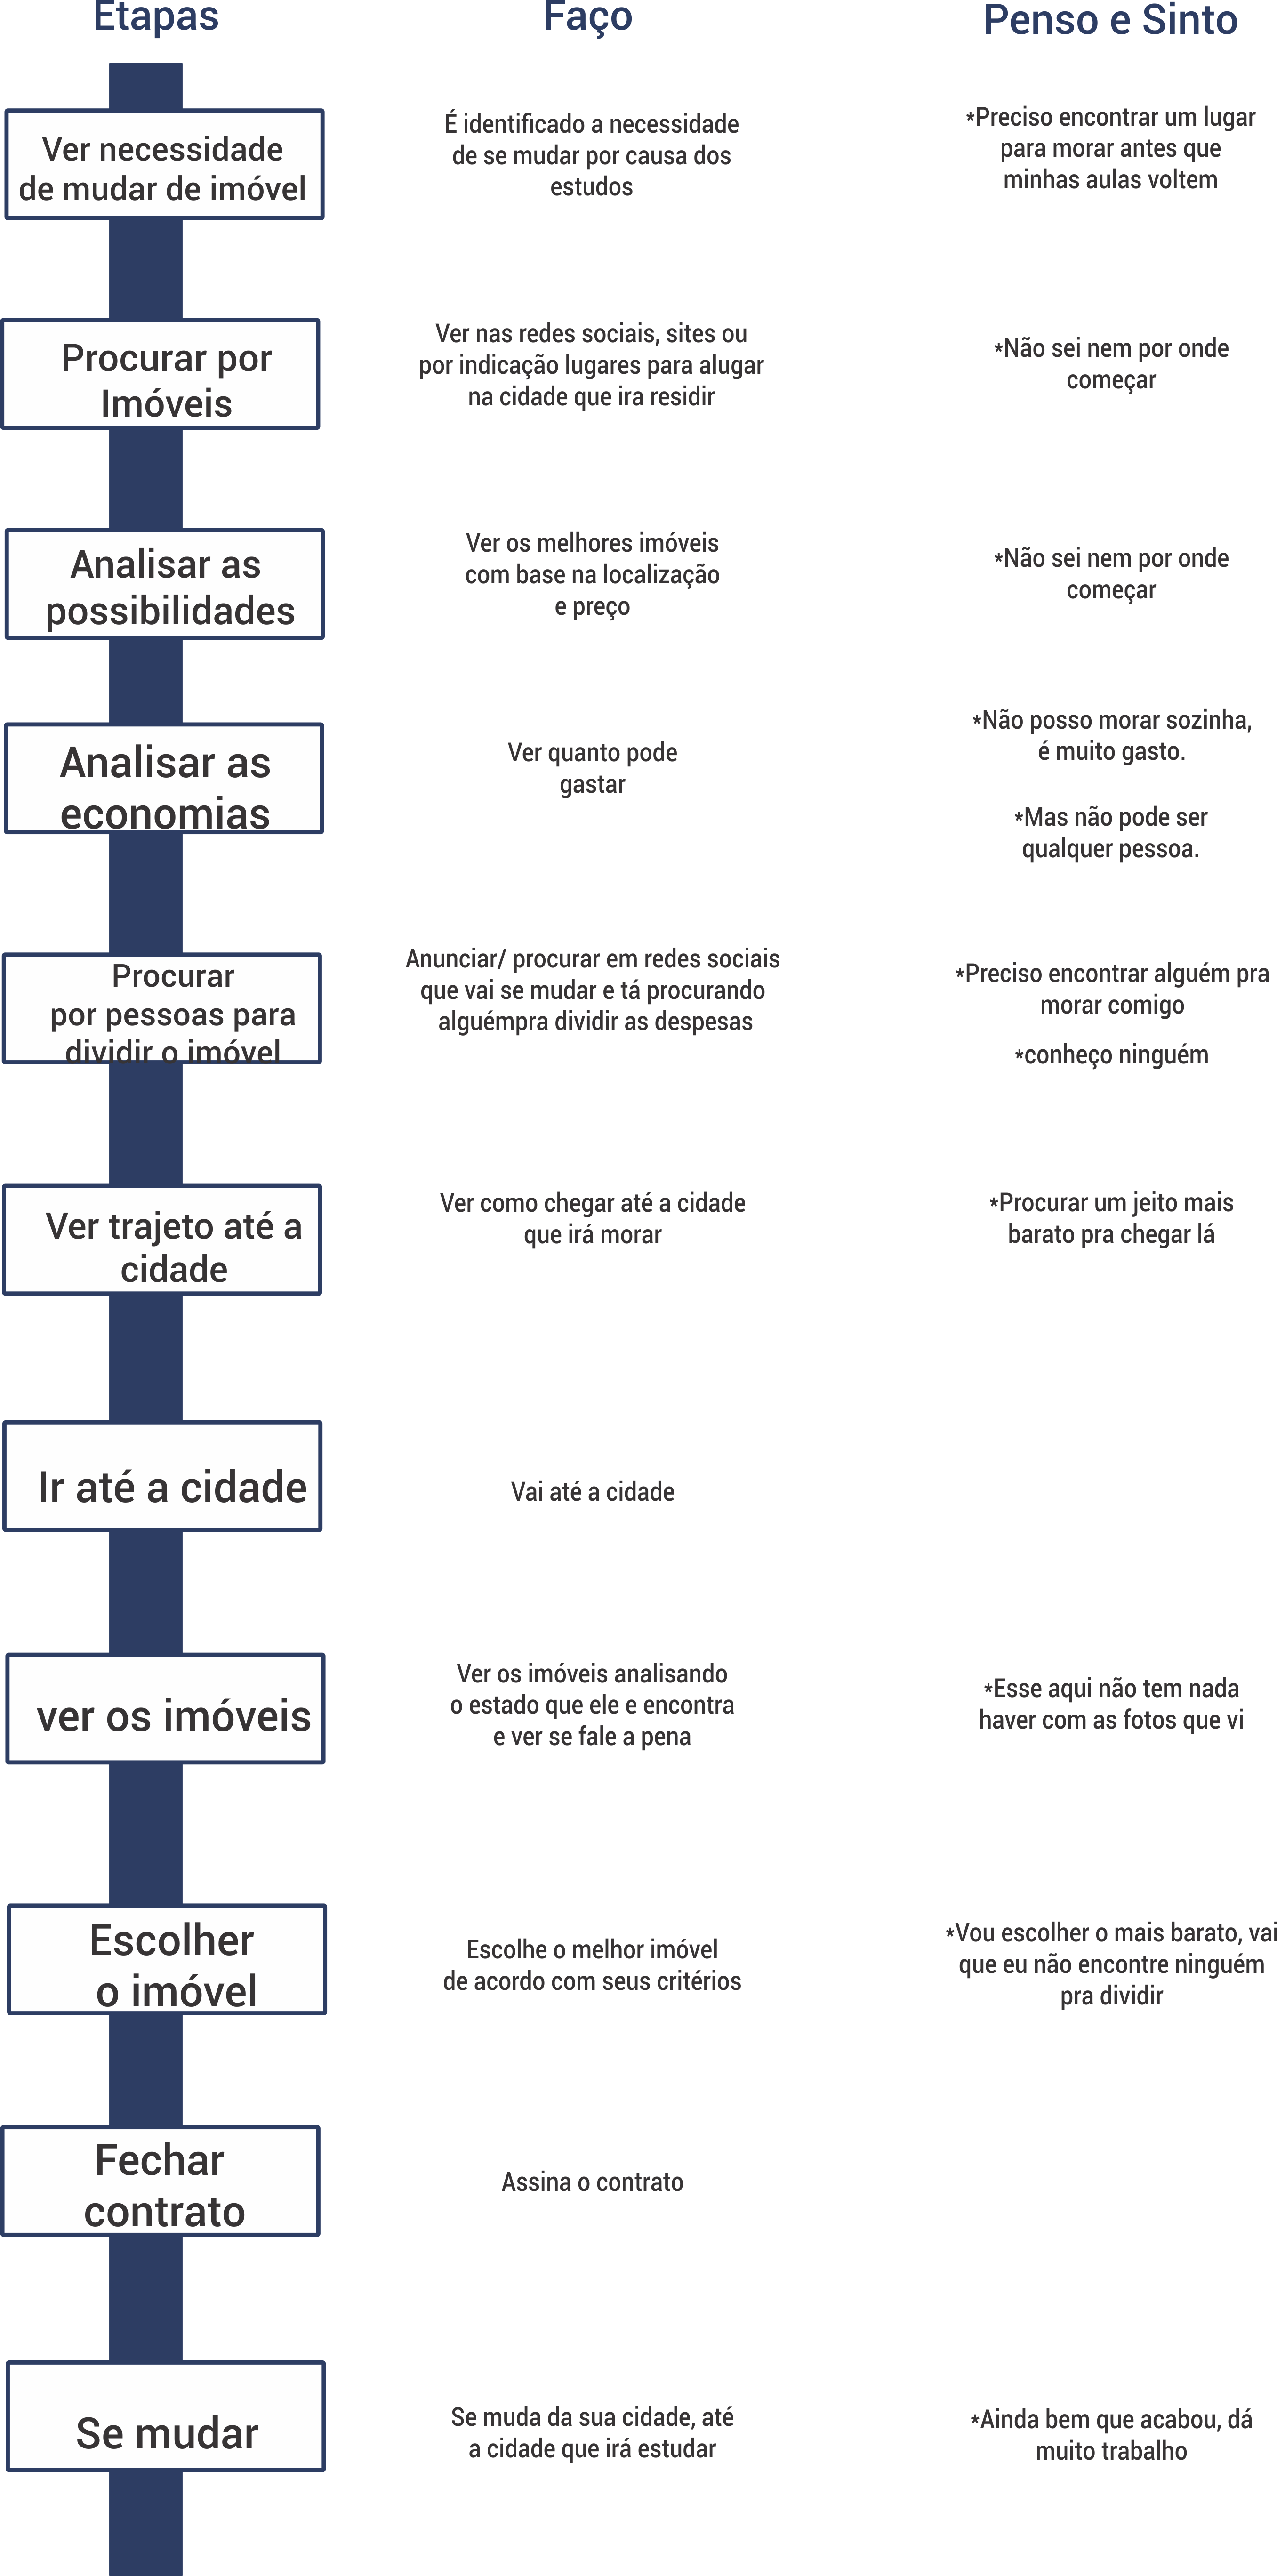 Etapas
Faço
Penso e Sinto
Ver necessidade
de mudar de imóvel
É identificado a necessidade
de se mudar por causa dos
estudos
*Preciso encontrar um lugar
para morar antes que
minhas aulas voltem
Procurar por
Imóveis
Ver nas redes sociais, sites ou
por indicação lugares para alugar
na cidade que ira residir
*Não sei nem por onde
começar
Analisar as
possibilidades
Ver os melhores imóveis
com base na localização
e preço
*Não sei nem por onde
começar
Analisar as
economias
Ver quanto pode
gastar
*Não posso morar sozinha,
é muito gasto.
*Mas não pode ser
qualquer pessoa.
Procurar
por pessoas para
dividir o imóvel
Anunciar/ procurar em redes sociais
que vai se mudar e tá procurando
alguémpra dividir as despesas
*Preciso encontrar alguém pra
morar comigo
*conheço ninguém
Ver trajeto até a
cidade
Ver como chegar até a cidade
que irá morar
*Procurar um jeito mais
barato pra chegar lá
Ir até a cidade
Vai até a cidade
ver os imóveis
Ver os imóveis analisando
o estado que ele e encontra
e ver se fale a pena
*Esse aqui não tem nada
haver com as fotos que vi
Escolher
o imóvel
Escolhe o melhor imóvel
de acordo com seus critérios
*Vou escolher o mais barato, vai
que eu não encontre ninguém
pra dividir
Fechar
contrato
Assina o contrato
Se mudar
Se muda da sua cidade, até
a cidade que irá estudar
*Ainda bem que acabou, dá
muito trabalho